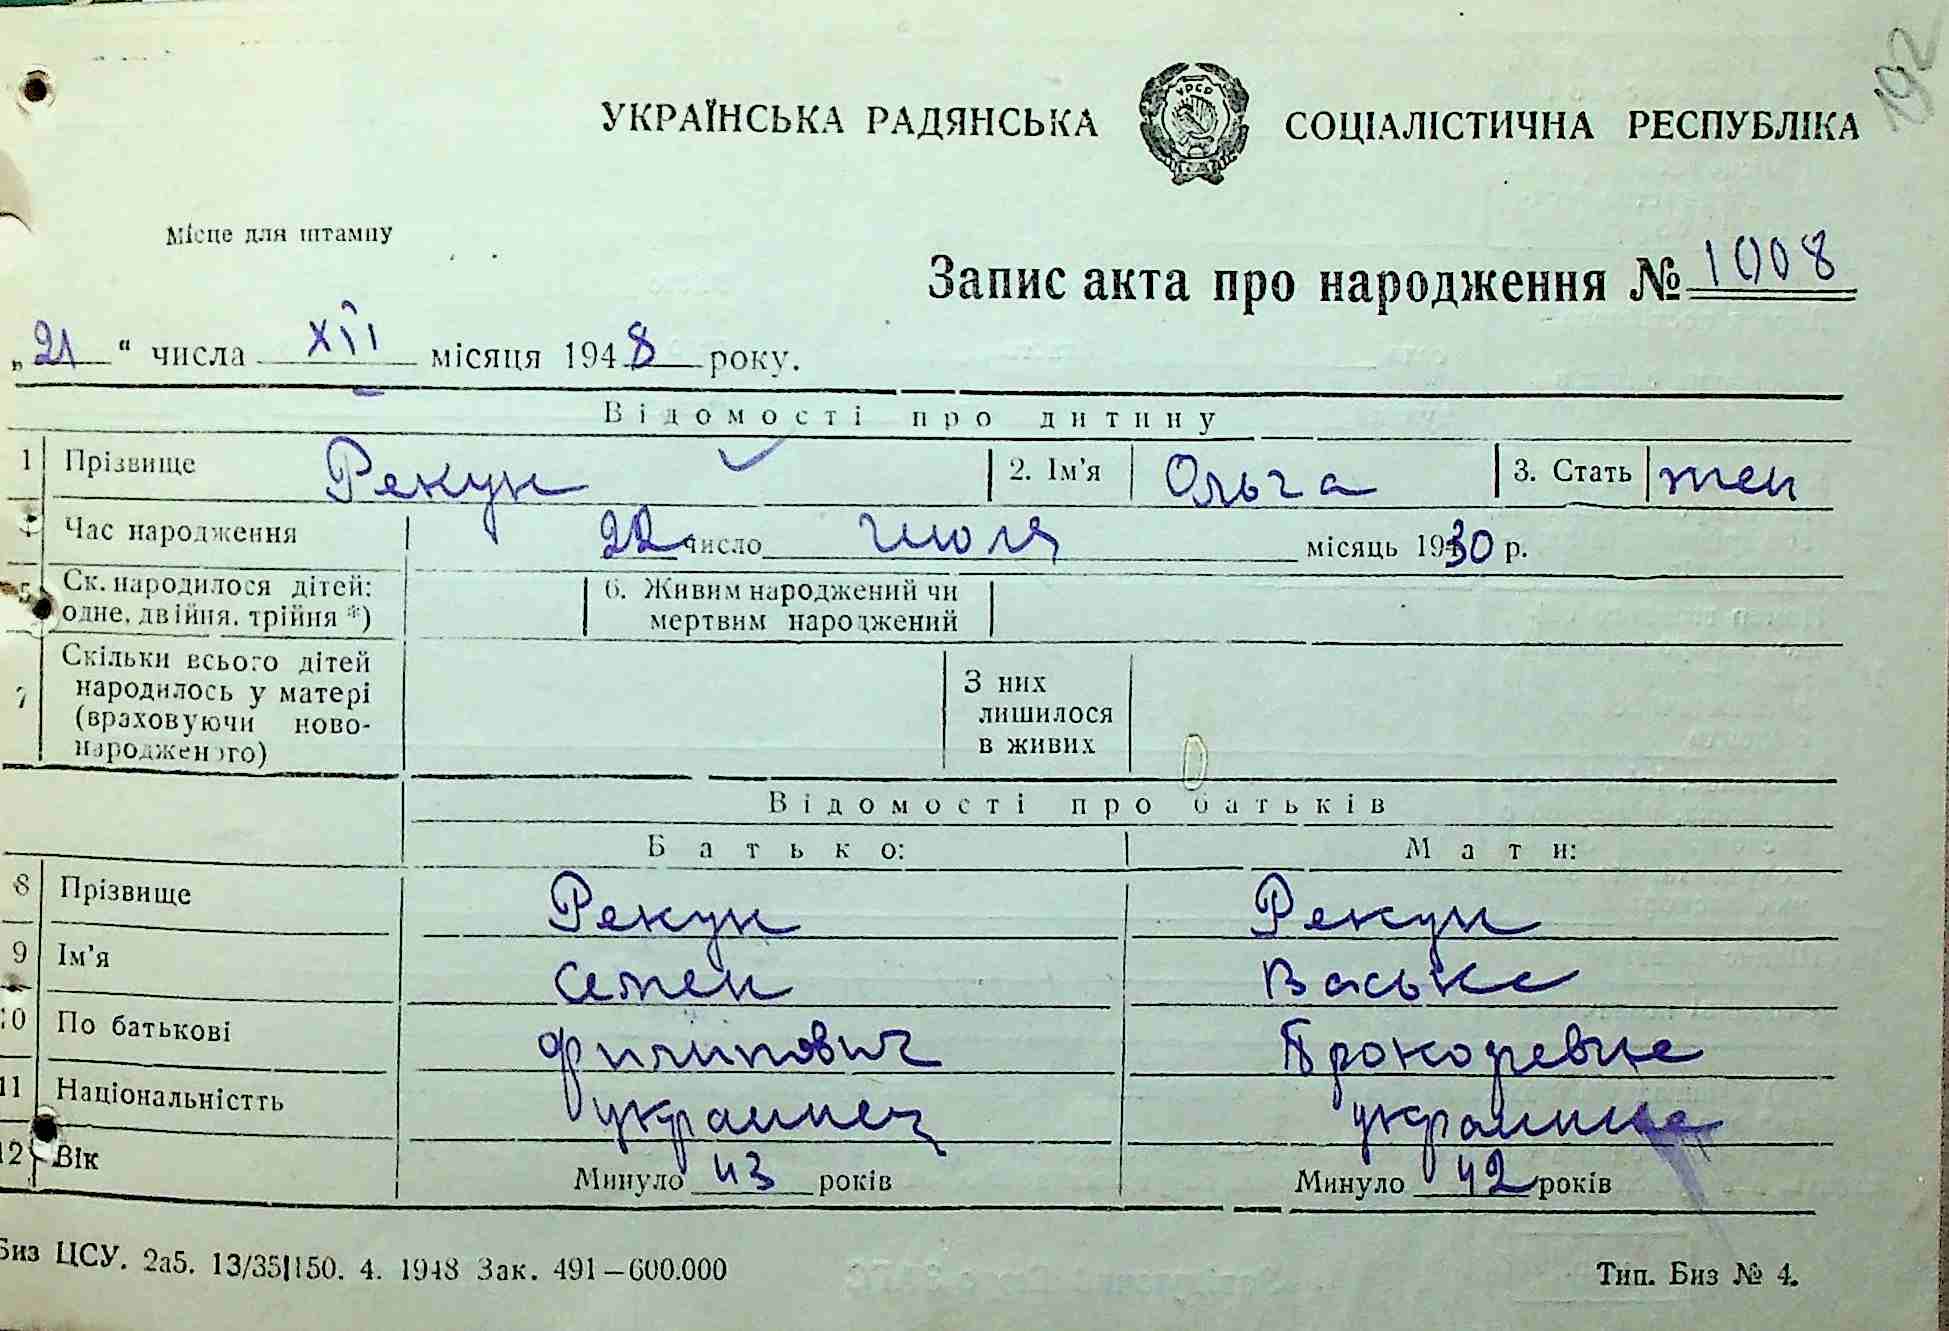 192
УКРАЇНСЬКА РАДЯНСЬКА СОЦІАЛІСТИЧНА РЕСПУБЛІКА
УРСР
Місце для штампу
Запис акта про народження № 1008
„21“ числа XII місяця 1948 року.
Відомості про дитину
1 Прізвище Рекун 2. Ім'я Ольга 3. Стать жен
4 Час народження 22 число июля місяць 1930 р.
5 Ск. народилося дітей: одне, двійня, трійня *) 6. Живим народжений чи мертвим народжений
7 Скільки всього дітей народилось у матері (враховуючи новонародженого) З них лишилося в живих
Відомості про батьків
Батько: Мати:
8 Прізвище Рекун Рекун
9 Ім'я Семен Васька
10 По батькові Филипович Прокофевна
11 Національністть украинец украинка
12 Вік Минуло 43 років Минуло 42 років
Биз ЦСУ. 2а5. 13/35|150. 4. 1948 Зак. 491—600.000 Тип. Биз № 4.